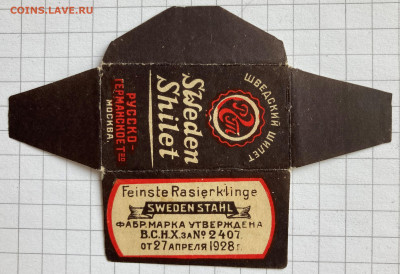 COINS.LAVE.RU
ШВЕДСКИЙ ШИЛЕТ
Sweden
Shilet
РУССКО-
ГЕРМАНСКОЕ Т-ВО
МОСКВА.
Feinste Rasierklinge
SWEDEN STAHL
ФАБР. МАРКА УТВЕРЖДЕНА
В.С.Н.Х. ЗА № 2407
ОТ 27 АПРЕЛЯ 1928 г.